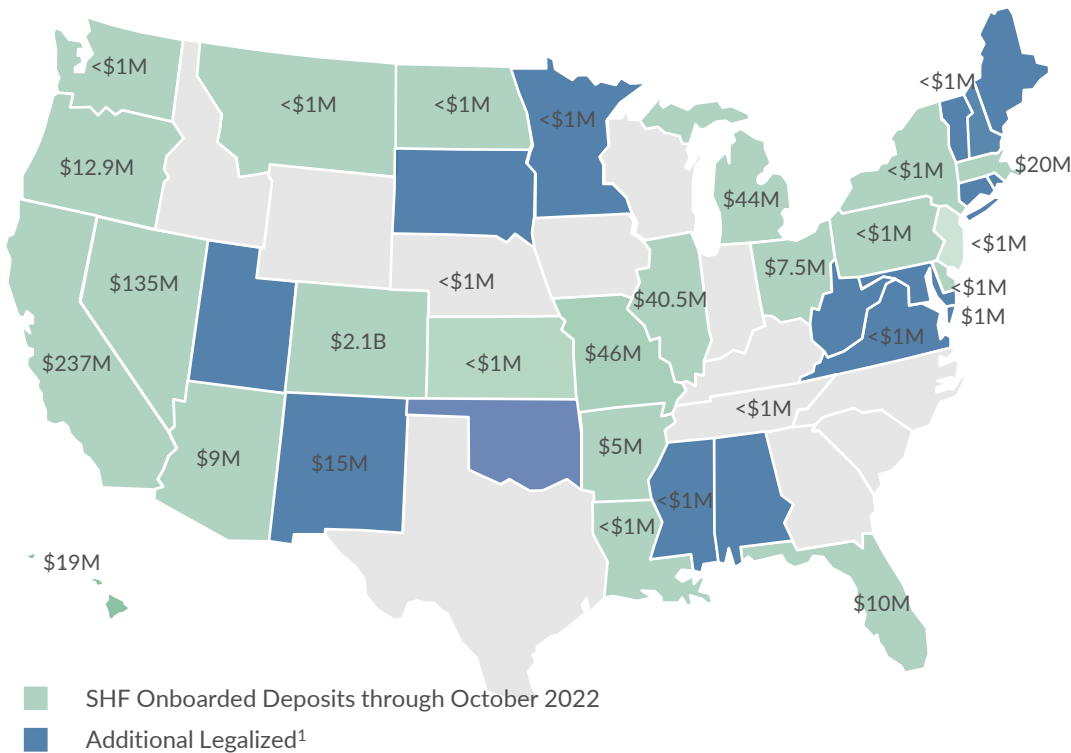 <$1M
<$1M
<$1M
<$1M
<$1M
$12.9M
$20M
<$1M
$44M
<$1M
<$1M
$7.5M
<$1M
$135M
<$1M
$40.5M
$1M
<$1M
$2.1B
$46M
<$1M
$237M
<$1M
$5M
$9M
$15M
<$1M
<$1M
$19M
$10M
SHF Onboarded Deposits through October 2022
Additional Legalized¹